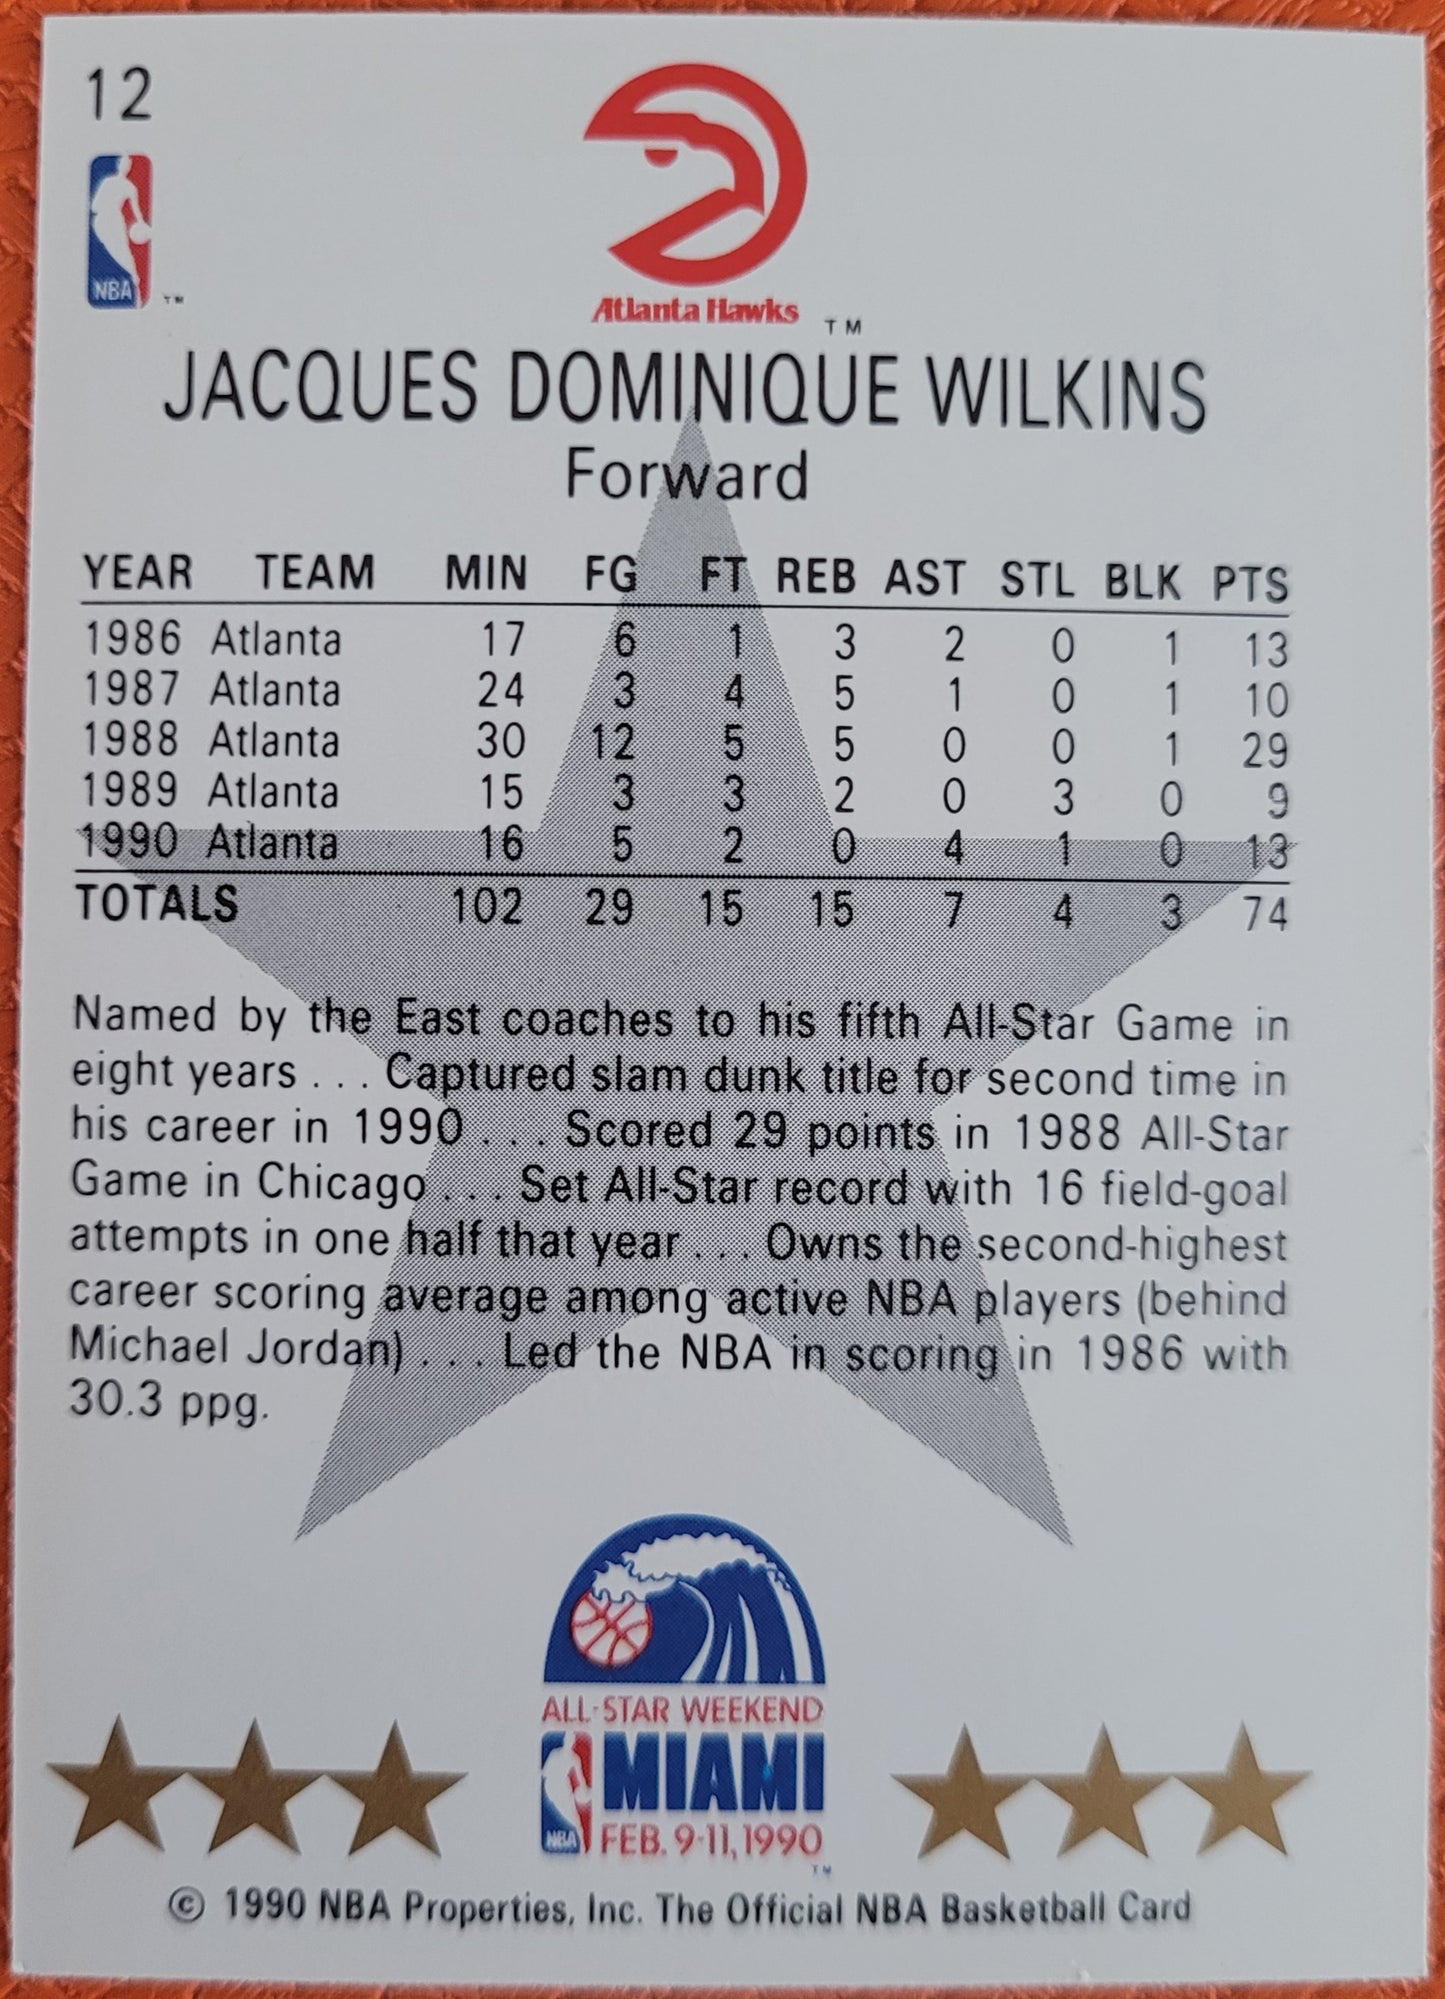 12
NBA
TM
Atlanta Hawks
TM
JACQUES DOMINIQUE WILKINS
Forward
YEAR TEAM MIN FG FT REB AST STL BLK PTS
1986 Atlanta 17 6 1 3 2 0 1 13
1987 Atlanta 24 3 4 5 1 0 1 10
1988 Atlanta 30 12 5 5 0 0 1 29
1989 Atlanta 15 3 3 2 0 3 0 9
1990 Atlanta 16 5 2 0 4 1 0 13
TOTALS 102 29 15 15 7 4 3 74
Named by the East coaches to his fifth All-Star Game in
eight years . . . Captured slam dunk title for second time in
his career in 1990 . . . Scored 29 points in 1988 All-Star
Game in Chicago . . . Set All-Star record with 16 field-goal
attempts in one half that year . . . Owns the second-highest
career scoring average among active NBA players (behind
Michael Jordan) . . . Led the NBA in scoring in 1986 with
30.3 ppg.
ALL-STAR WEEKEND
MIAMI
NBA FEB. 9-11, 1990
TM
© 1990 NBA Properties, Inc. The Official NBA Basketball Card